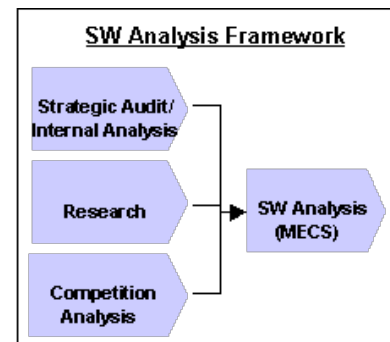 SW Analysis Framework
Strategic Audit/
Internal Analysis
Research
SW Analysis
(MECS)
Competition
Analysis